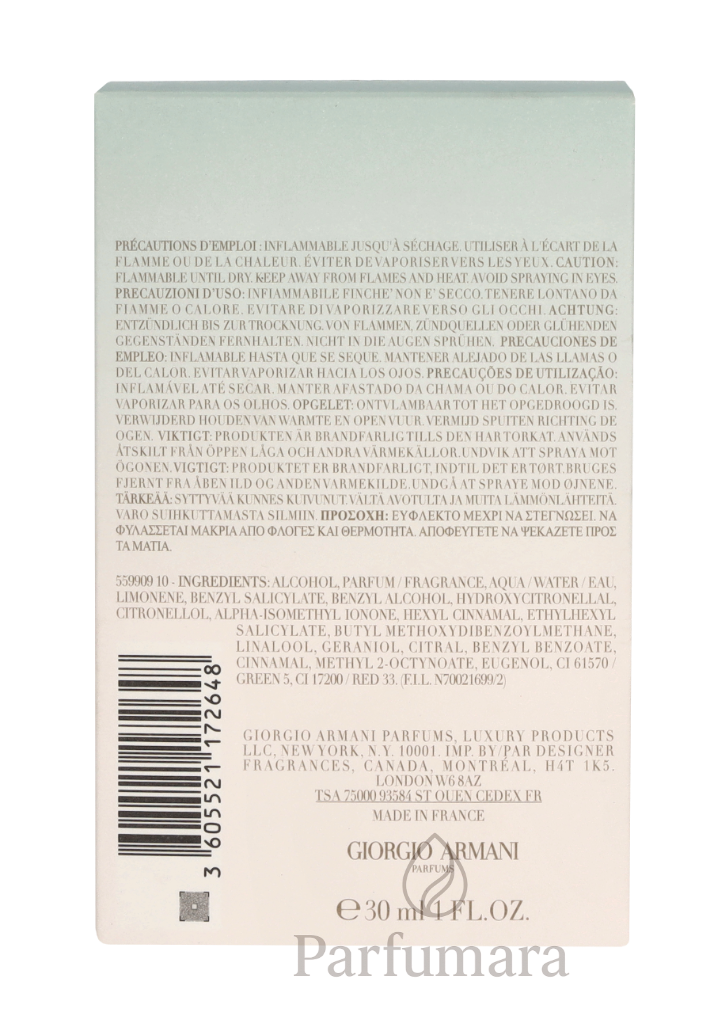 PRÉCAUTIONS D'EMPLOI : INFLAMMABLE JUSQU'À SÉCHAGE. UTILISER À L'ÉCART DE LA
FLAMME OU DE LA CHALEUR. ÉVITER DE VAPORISER VERS LES YEUX. CAUTION:
FLAMMABLE UNTIL DRY. KEEP AWAY FROM FLAMES AND HEAT. AVOID SPRAYING IN EYES.
PRECAUZIONI D'USO: INFIAMMABILE FINCHE' NON E' SECCO. TENERE LONTANO DA
FIAMME O CALORE. EVITARE DI VAPORIZZARE VERSO GLI OCCHI. ACHTUNG:
ENTZÜNDLICH BIS ZUR TROCKNUNG. VON FLAMMEN, ZÜNDQUELLEN ODER GLÜHENDEN
GEGENSTÄNDEN FERNHALTEN. NICHT IN DIE AUGEN SPRÜHEN. PRECAUCIONES DE
EMPLEO: INFLAMABLE HASTA QUE SE SEQUE. MANTENER ALEJADO DE LAS LLAMAS O
DEL CALOR. EVITAR VAPORIZAR HACIA LOS OJOS. PRECAUÇÕES DE UTILIZAÇÃO:
INFLAMÁVEL ATÉ SECAR. MANTER AFASTADO DA CHAMA OU DO CALOR. EVITAR
VAPORIZAR PARA OS OLHOS. OPGELET: ONTVLAMBAAR TOT HET OPGEDROOGD IS.
VERWIJDERD HOUDEN VAN WARMTE EN OPEN VUUR. VERMIJD SPUITEN RICHTING DE
OGEN. VIKTIGT: PRODUKTEN ÄR BRANDFARLIG TILLS DEN HAR TORKAT. ANVÄNDS
ÅTSKILT FRÅN ÖPPEN LÅGA OCH ANDRA VÄRMEKÄLLOR. UNDVIK ATT SPRAYA MOT
ÖGONEN. VIGTIGT: PRODUKTET ER BRANDFARLIGT, INDTIL DET ER TØRT. BRUGES
FJERNT FRA ÅBEN ILD OG ANDEN VARMEKILDE. UNDGÅ AT SPRAYE MOD ØJNENE.
TÄRKEÄÄ: SYTTYVÄÄ KUNNES KUIVUNUT. VÄLTÄ AVOTULTA JA MUITA LÄMMÖNLÄHTEITÄ.
VARO SUIHKUTTAMASTA SILMIIN. ΠΡΟΣΟΧΗ: ΕΥΦΛΕΚΤΟ ΜΕΧΡΙ ΝΑ ΣΤΕΓΝΩΣΕΙ. ΝΑ
ΦΥΛΑΣΣΕΤΑΙ ΜΑΚΡΙΑ ΑΠΟ ΦΛΟΓΕΣ ΚΑΙ ΘΕΡΜΟΤΗΤΑ. ΑΠΟΦΕΥΓΕΤΕ ΝΑ ΨΕΚΑΖΕΤΕ ΠΡΟΣ
ΤΑ ΜΑΤΙΑ.
559909 10 - INGREDIENTS: ALCOHOL, PARFUM / FRAGRANCE, AQUA / WATER / EAU,
LIMONENE, BENZYL SALICYLATE, BENZYL ALCOHOL, HYDROXYCITRONELLAL,
CITRONELLOL, ALPHA-ISOMETHYL IONONE, HEXYL CINNAMAL, ETHYLHEXYL
SALICYLATE, BUTYL METHOXYDIBENZOYLMETHANE,
LINALOOL, GERANIOL, CITRAL, BENZYL BENZOATE,
CINNAMAL, METHYL 2-OCTYNOATE, EUGENOL, CI 61570 /
GREEN 5, CI 17200 / RED 33. (F.I.L. N70021699/2)
3 605521 172648
GIORGIO ARMANI PARFUMS, LUXURY PRODUCTS
LLC, NEW YORK, N.Y. 10001. IMP. BY/PAR DESIGNER
FRAGRANCES, CANADA, MONTRÉAL, H4T 1K5.
LONDON W6 8AZ
TSA 75000 93584 ST OUEN CEDEX FR
MADE IN FRANCE
GIORGIO ARMANI
PARFUMS
℮ 30 ml 1 FL.OZ.
Parfumara